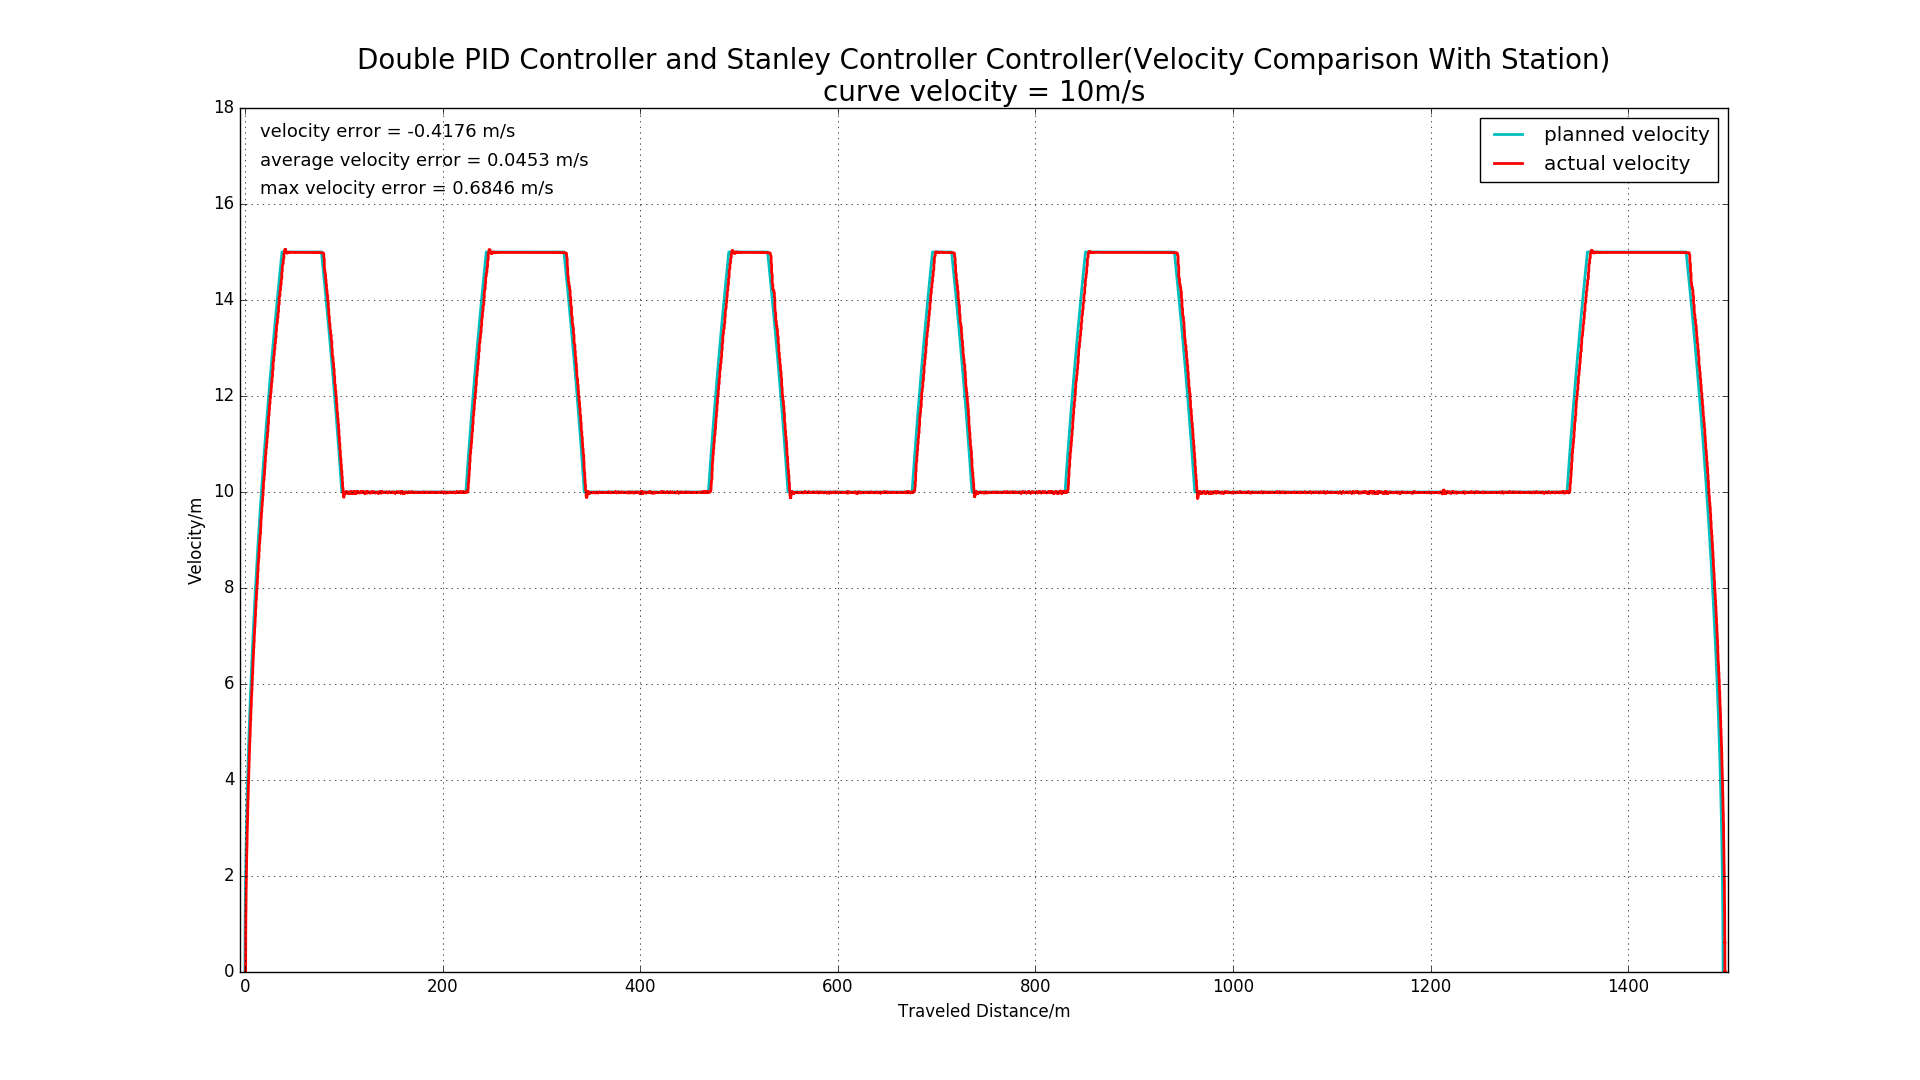 Double PID Controller and Stanley Controller Controller(Velocity Comparison With Station)
curve velocity = 10m/s
velocity error = -0.4176 m/s
average velocity error = 0.0453 m/s
max velocity error = 0.6846 m/s
planned velocity
actual velocity
18
16
14
12
10
8
6
4
2
0
Velocity/m
0 200 400 600 800 1000 1200 1400
Traveled Distance/m